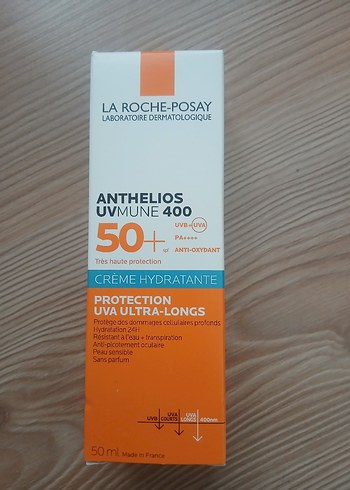 LA ROCHE-POSAY
LABORATOIRE DERMATOLOGIQUE
ANTHELIOS
UVMUNE 400
50+
UVB+UVA
PA++++
ANTI-OXYDANT
Très haute protection
CRÈME HYDRATANTE
PROTECTION
UVA ULTRA-LONGS
Protège des dommages cellulaires profonds
Hydratation 24H
Résistant à l'eau + transpiration
Anti-picotement oculaire
Peau sensible
Sans parfum
UVB
UVA COURTS
UVA LONGS
400nm
50 ml Made in France